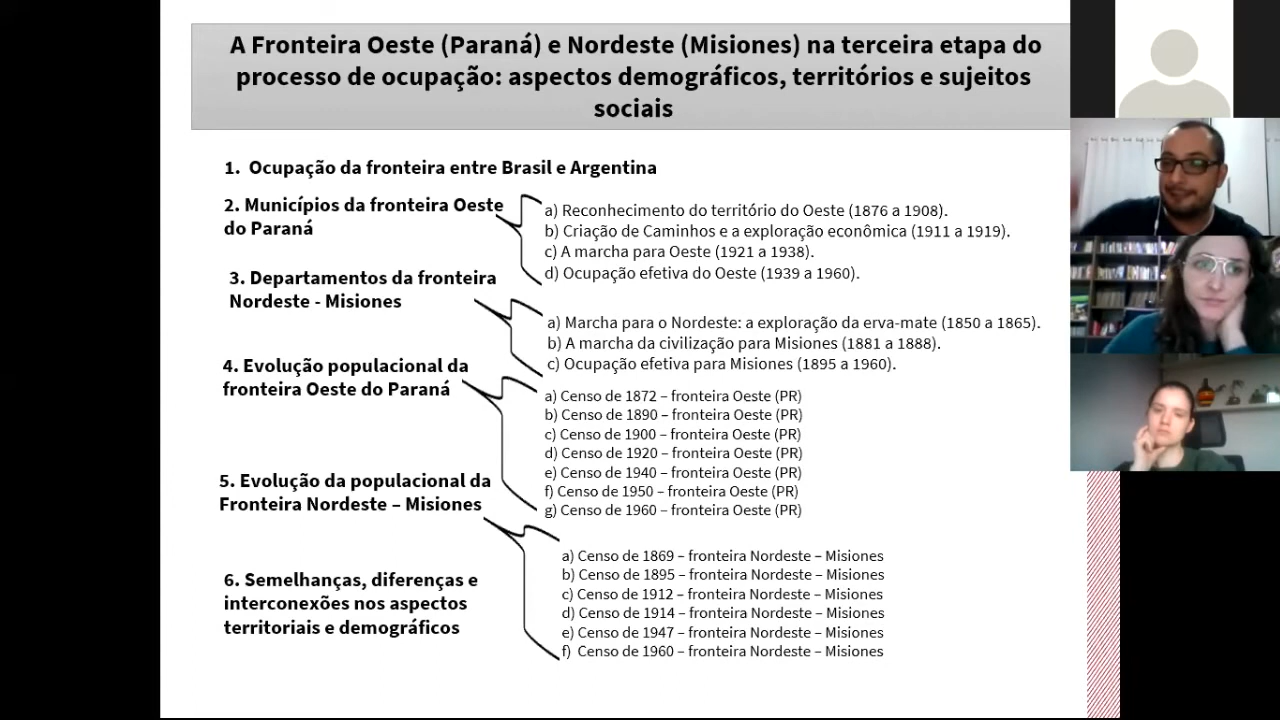 A Fronteira Oeste (Paraná) e Nordeste (Misiones) na terceira etapa do
processo de ocupação: aspectos demográficos, territórios e sujeitos
sociais
1. Ocupação da fronteira entre Brasil e Argentina
2. Municípios da fronteira Oeste
do Paraná
a) Reconhecimento do território do Oeste (1876 a 1908).
b) Criação de Caminhos e a exploração econômica (1911 a 1919).
c) A marcha para Oeste (1921 a 1938).
d) Ocupação efetiva do Oeste (1939 a 1960).
3. Departamentos da fronteira
Nordeste - Misiones
a) Marcha para o Nordeste: a exploração da erva-mate (1850 a 1865).
b) A marcha da civilização para Misiones (1881 a 1888).
c) Ocupação efetiva para Misiones (1895 a 1960).
4. Evolução populacional da
fronteira Oeste do Paraná
a) Censo de 1872 – fronteira Oeste (PR)
b) Censo de 1890 – fronteira Oeste (PR)
c) Censo de 1900 – fronteira Oeste (PR)
d) Censo de 1920 – fronteira Oeste (PR)
e) Censo de 1940 – fronteira Oeste (PR)
f) Censo de 1950 – fronteira Oeste (PR)
g) Censo de 1960 – fronteira Oeste (PR)
5. Evolução da populacional da
Fronteira Nordeste – Misiones
a) Censo de 1869 – fronteira Nordeste – Misiones
b) Censo de 1895 – fronteira Nordeste – Misiones
c) Censo de 1912 – fronteira Nordeste – Misiones
d) Censo de 1914 – fronteira Nordeste – Misiones
e) Censo de 1947 – fronteira Nordeste – Misiones
f) Censo de 1960 – fronteira Nordeste – Misiones
6. Semelhanças, diferenças e
interconexões nos aspectos
territoriais e demográficos